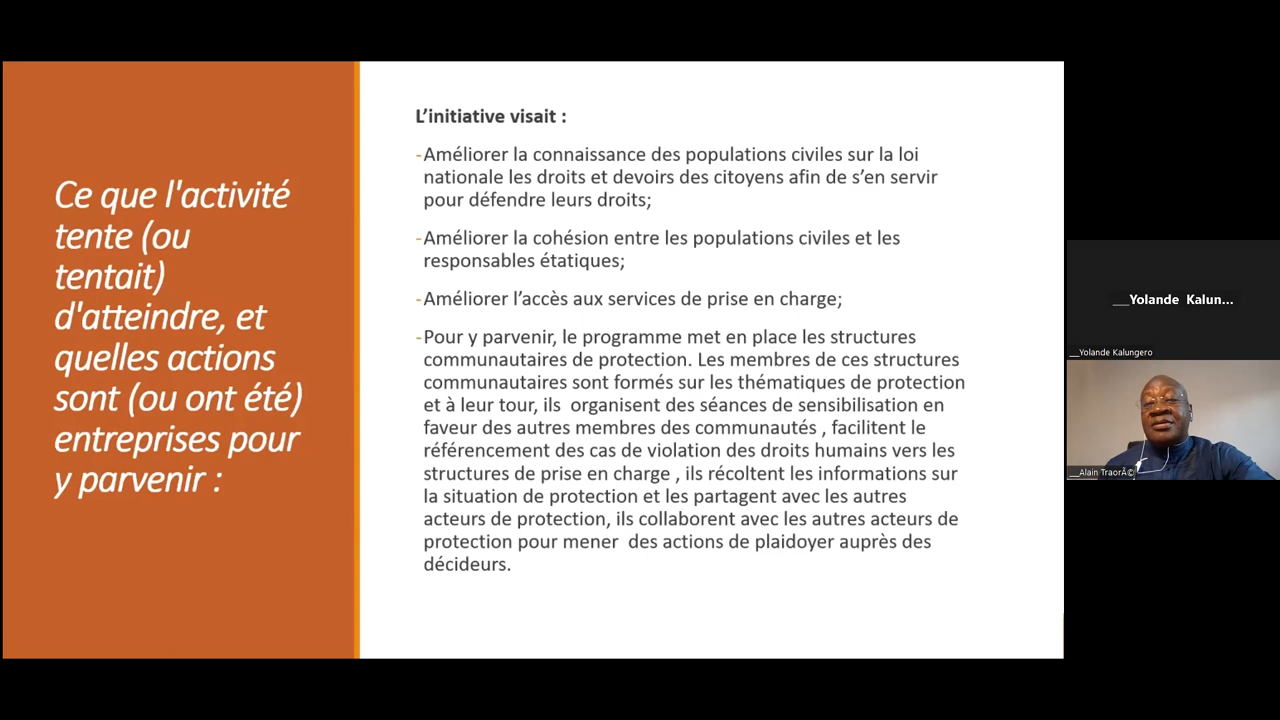 Ce que l'activité
tente (ou
tentait)
d'atteindre, et
quelles actions
sont (ou ont été)
entreprises pour
y parvenir :
L’initiative visait :
-Améliorer la connaissance des populations civiles sur la loi
nationale les droits et devoirs des citoyens afin de s’en servir
pour défendre leurs droits;
-Améliorer la cohésion entre les populations civiles et les
responsables étatiques;
-Améliorer l’accès aux services de prise en charge;
-Pour y parvenir, le programme met en place les structures
communautaires de protection. Les membres de ces structures
communautaires sont formés sur les thématiques de protection
et à leur tour, ils  organisent des séances de sensibilisation en
faveur des autres membres des communautés , facilitent le
référencement des cas de violation des droits humains vers les
structures de prise en charge , ils récoltent les informations sur
la situation de protection et les partagent avec les autres
acteurs de protection, ils collaborent avec les autres acteurs de
protection pour mener  des actions de plaidoyer auprès des
décideurs.
___Yolande Kalun...
__Yolande Kalungero
__Alain TraorÃ©